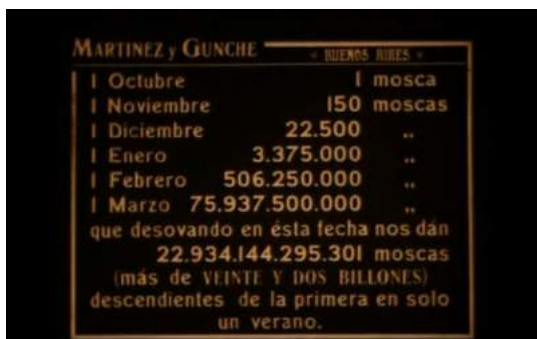 MARTINEZ y GUNCHE - BUENOS AIRES -
1 Octubre 1 mosca
1 Noviembre 150 moscas
1 Diciembre 22.500 „
1 Enero 3.375.000 „
1 Febrero 506.250.000 „
1 Marzo 75.937.500.000 „
que desovando en ésta fecha nos dán
22.934.144.295.301 moscas
(más de VEINTE Y DOS BILLONES)
descendientes de la primera en solo
un verano.